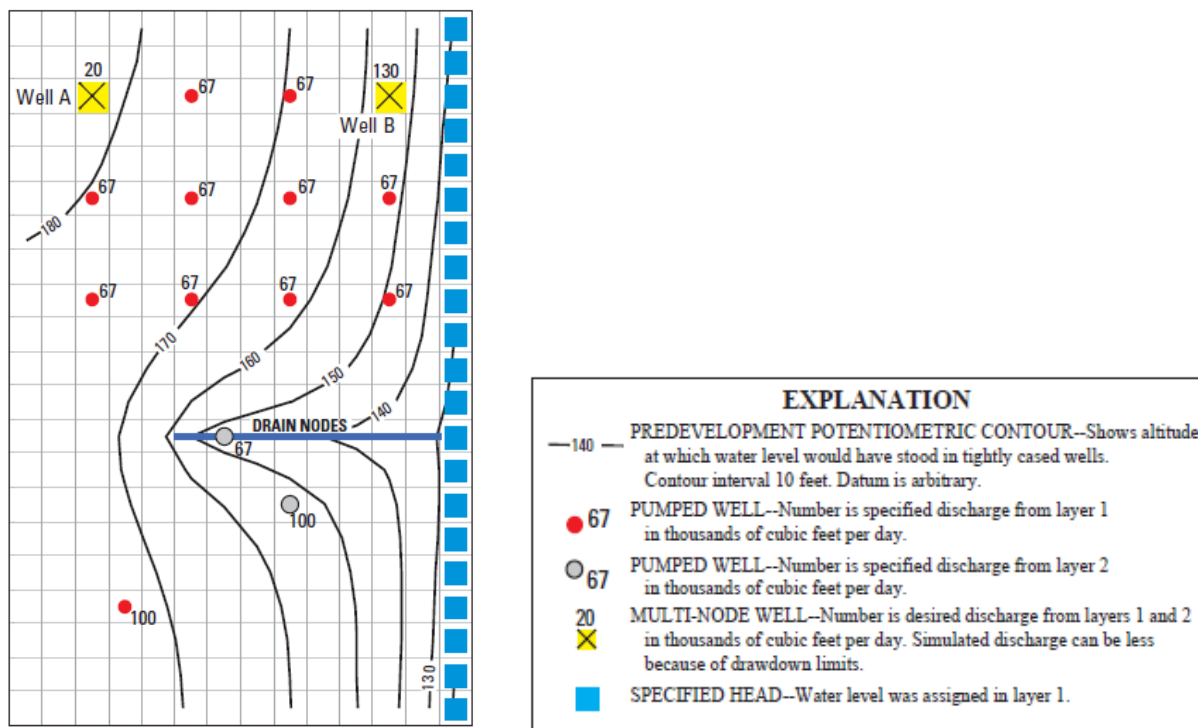 20
130
67
67
Well A
Well B
67
67
67
67
180
67
67
67
67
170
160
150
140
DRAIN NODES
67
100
100
130
EXPLANATION
140
PREDEVELOPMENT POTENTIOMETRIC CONTOUR--Shows altitude
at which water level would have stood in tightly cased wells.
Contour interval 10 feet. Datum is arbitrary.
67
PUMPED WELL--Number is specified discharge from layer 1
in thousands of cubic feet per day.
67
PUMPED WELL--Number is specified discharge from layer 2
in thousands of cubic feet per day.
20
MULTI-NODE WELL--Number is desired discharge from layers 1 and 2
in thousands of cubic feet per day. Simulated discharge can be less
because of drawdown limits.
SPECIFIED HEAD--Water level was assigned in layer 1.